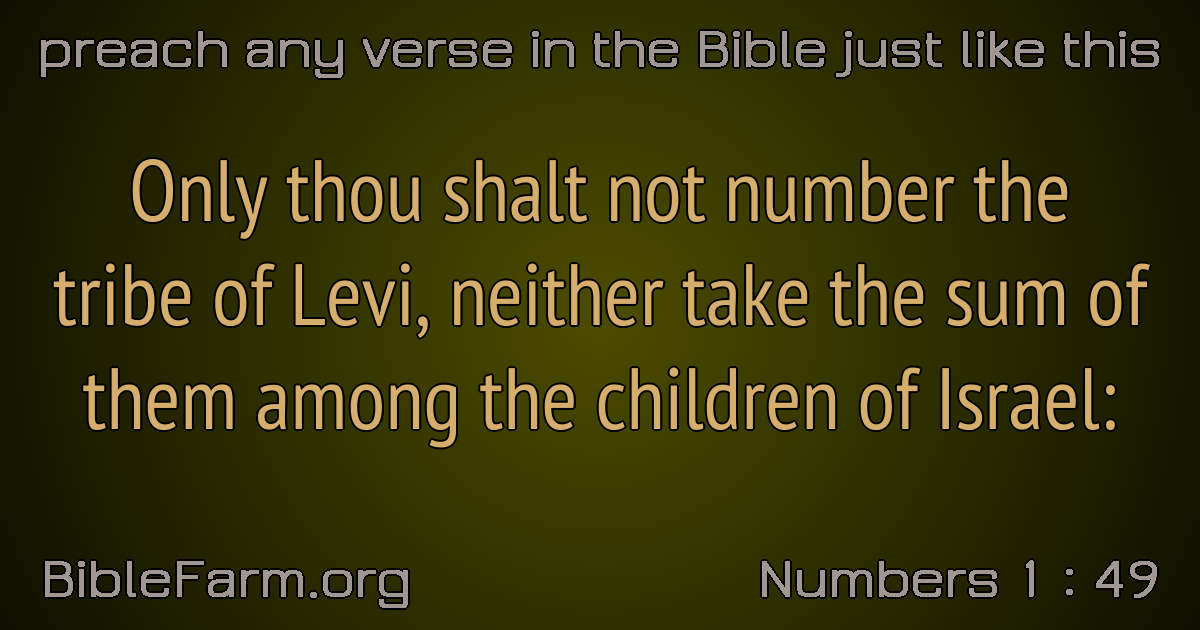 preach any verse in the Bible just like this
Only thou shalt not number the
tribe of Levi, neither take the sum of
them among the children of Israel:
BibleFarm.org
Numbers 1 : 49